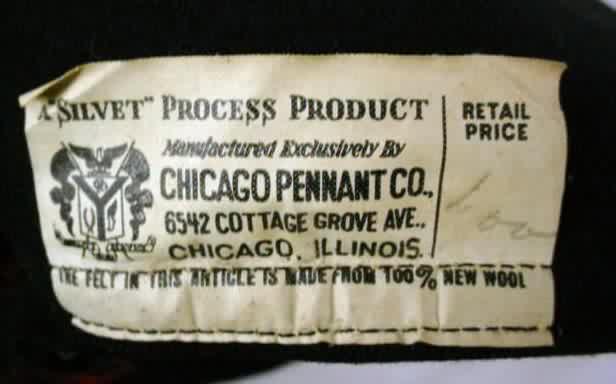 A "SILVET" PROCESS PRODUCT
Manufactured Exclusively By
CHICAGO PENNANT CO.,
6542 COTTAGE GROVE AVE.,
CHICAGO, ILLINOIS.
RETAIL
PRICE
THE FELT IN THIS ARTICLE IS MADE FROM 100% NEW WOOL